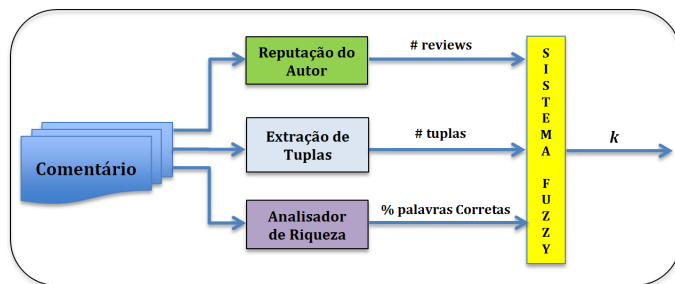 Comentário
Reputação do
Autor
# reviews
Extração de
Tuplas
# tuplas
Analisador
de Riqueza
% palavras Corretas
S
I
S
T
E
M
A
F
U
Z
Z
Y
k